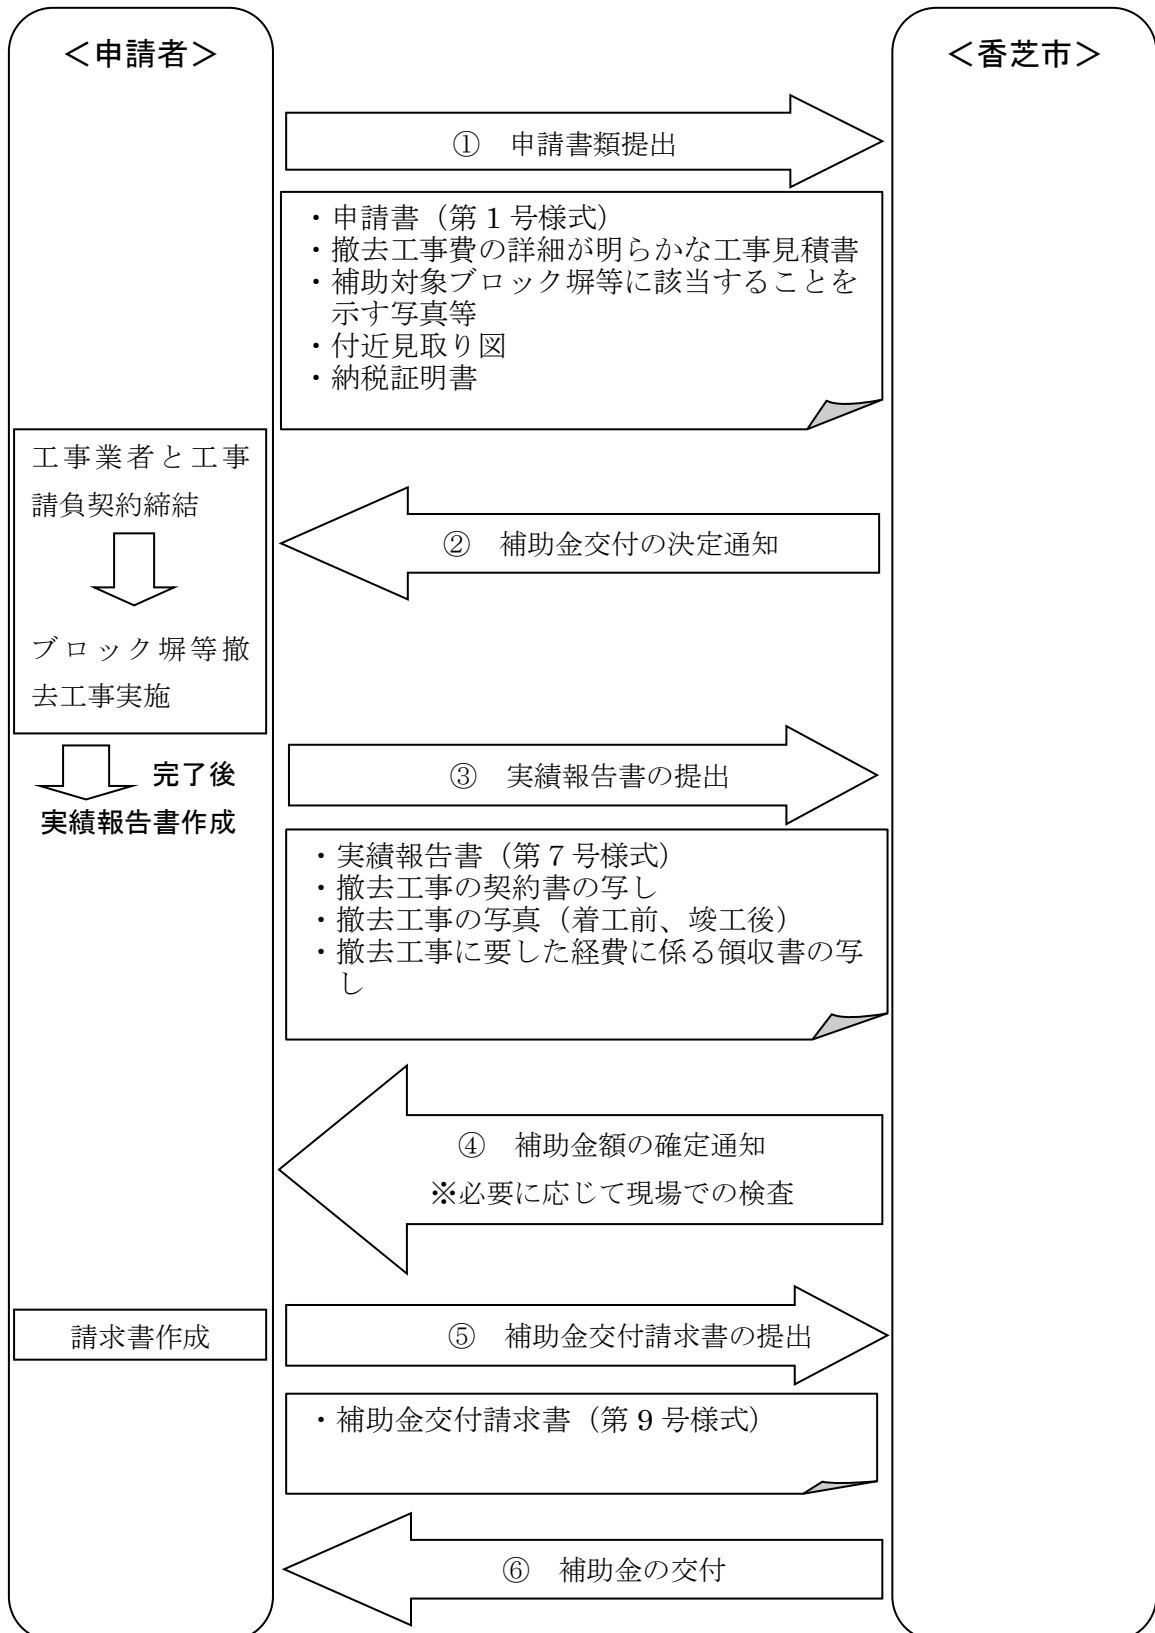 ＜申請者＞
＜香芝市＞
① 申請書類提出
・申請書（第１号様式）
・撤去工事費の詳細が明らかな工事見積書
・補助対象ブロック塀等に該当することを
示す写真等
・付近見取り図
・納税証明書
工事業者と工事
請負契約締結
② 補助金交付の決定通知
ブロック塀等撤
去工事実施
完了後
実績報告書作成
③ 実績報告書の提出
・実績報告書（第７号様式）
・撤去工事の契約書の写し
・撤去工事の写真（着工前、竣工後）
・撤去工事に要した経費に係る領収書の写
し
④ 補助金額の確定通知
※必要に応じて現場での検査
請求書作成
⑤ 補助金交付請求書の提出
・補助金交付請求書（第９号様式）
⑥ 補助金の交付